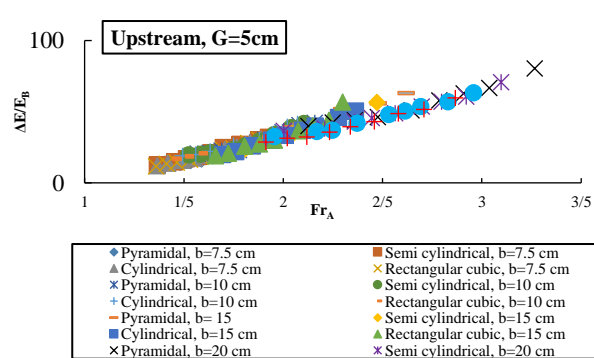 100
Upstream, G=5cm
ΔE/E_B
0
1 1/5 2 2/5 3 3/5
Fr_A
Pyramidal, b=7.5 cm Semi cylindrical, b=7.5 cm
Cylindrical, b=7.5 cm Rectangular cubic, b=7.5 cm
Pyramidal, b=10 cm Semi cylindrical, b=10 cm
Cylindrical, b=10 cm Rectangular cubic, b=10 cm
Pyramidal, b=15 Semi cylindrical, b=15 cm
Cylindrical, b=15 cm Rectangular cubic, b=15 cm
Pyramidal, b=20 cm Semi cylindrical, b=20 cm